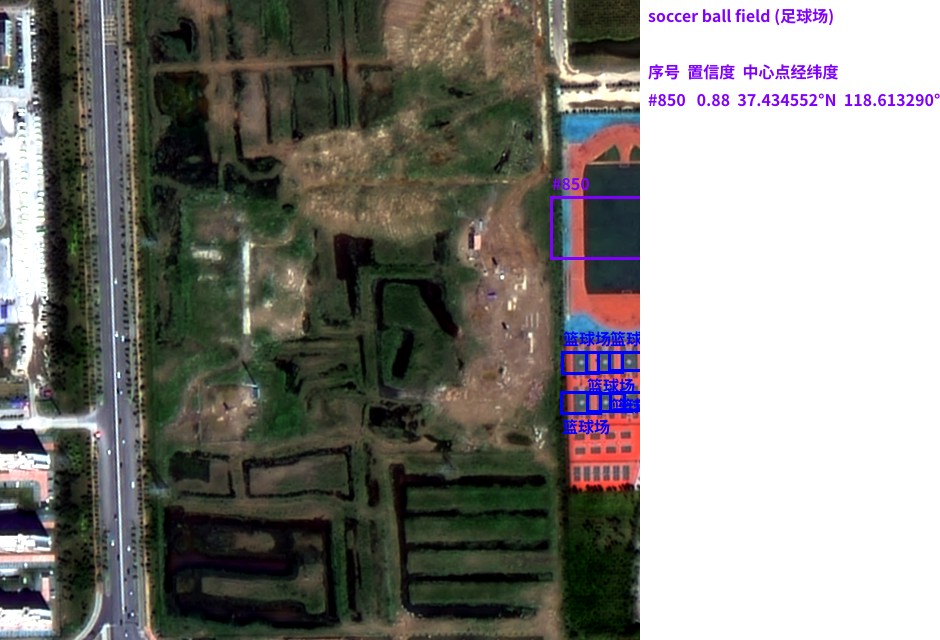 soccer ball field (足球场)
序号 置信度 中心点经纬度
#850 0.88 37.434552°N 118.613290°
#850
篮球场篮球
篮球场
篮球场